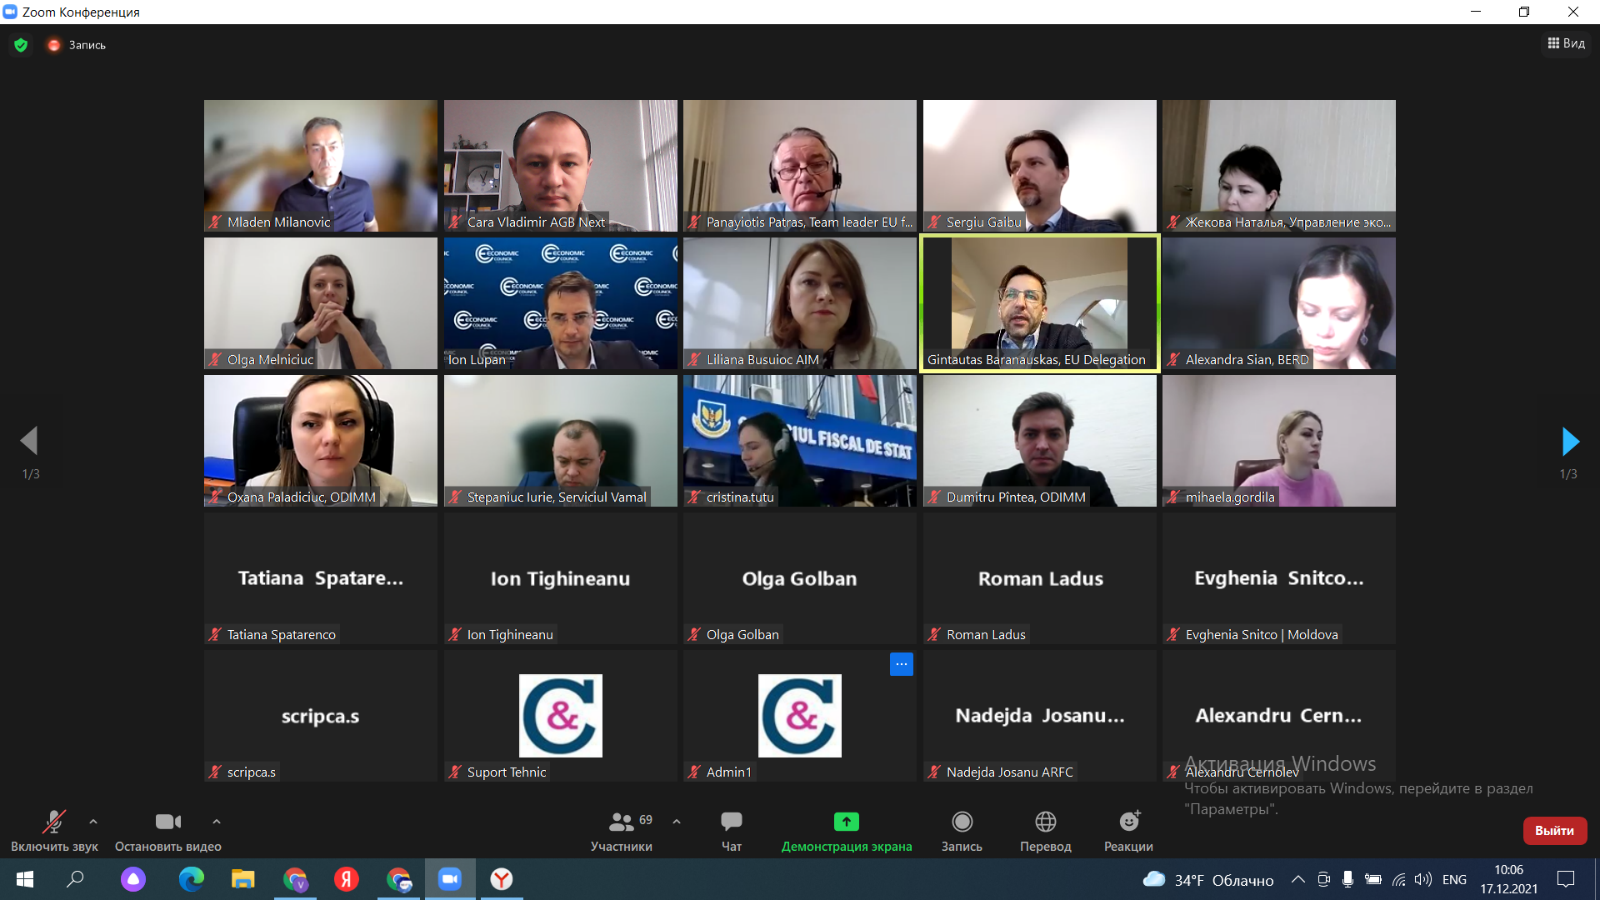 Zoom Конференция
Запись
Вид
Mladen Milanovic
Cara Vladimir AGB Next
Panayiotis Patras, Team leader EU f...
Sergiu Gaibu
Жекова Наталья, Управление эко...
ECONOMIC COUNCIL
Olga Melniciuc
Ion Lupan
Liliana Busuioc AIM
Gintautas Baranauskas, EU Delegation
Alexandra Sian, BERD
IUL FISCAL DE STAT
Oxana Paladiciuc, ODIMM
Stepaniuc Iurie, Serviciul Vamal
cristina.tutu
Dumitru Pîntea, ODIMM
mihaela.gordila
1/3
1/3
Tatiana Spatare...
Ion Tighineanu
Olga Golban
Roman Ladus
Evghenia Snitco...
Tatiana Spatarenco
Ion Tighineanu
Olga Golban
Roman Ladus
Evghenia Snitco | Moldova
scripca.s
C&
C&
Nadejda Josanu...
Alexandru Cern...
scripca.s
Suport Tehnic
Admin1
Nadejda Josanu ARFC
Alexandru Cernolev
Активация Windows
Чтобы активировать Windows, перейдите в раздел
"Параметры".
Включить звук
Остановить видео
69
Участники
Чат
Демонстрация экрана
Запись
Перевод
Реакции
Выйти
Я
34°F Облачно
ENG
10:06
17.12.2021